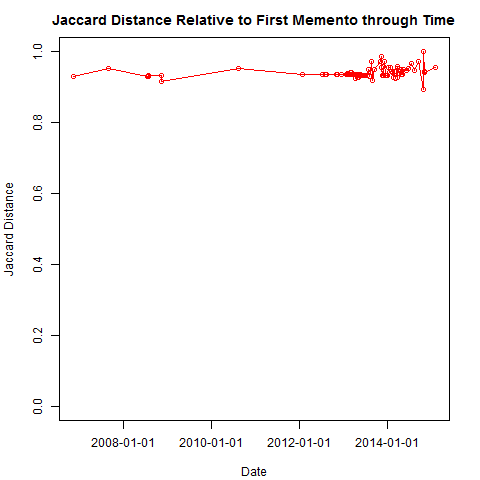 Jaccard Distance Relative to First Memento through Time
Jaccard Distance
1.0
0.8
0.6
0.4
0.2
0.0
2008-01-01 2010-01-01 2012-01-01 2014-01-01
Date